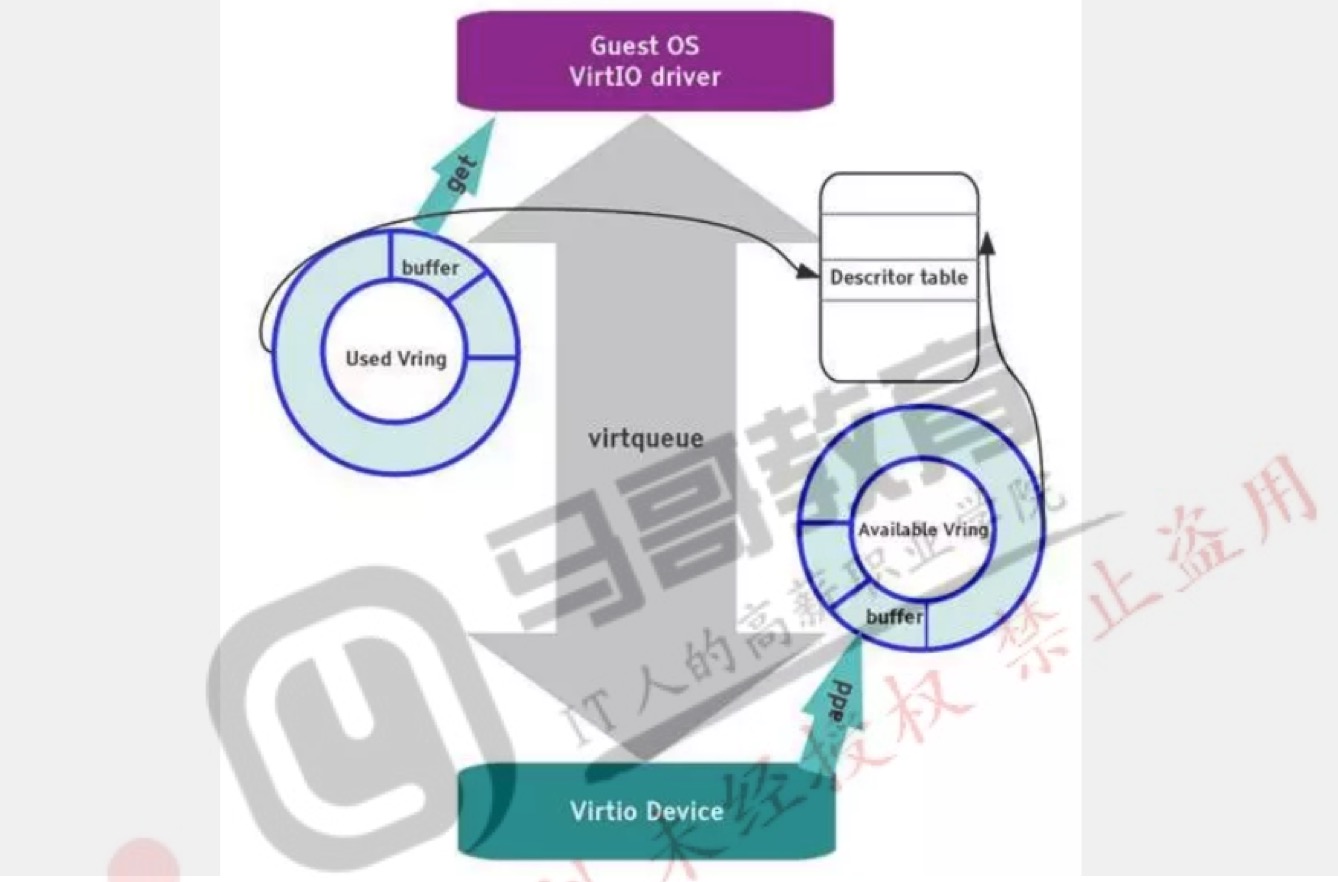 Guest OS
VirtIO driver
get
buffer
Used Vring
Descritor table
virtqueue
Available Vring
buffer
add
Virtio Device
马哥教育
IT人的高薪职业学院
未经授权 禁止盗用